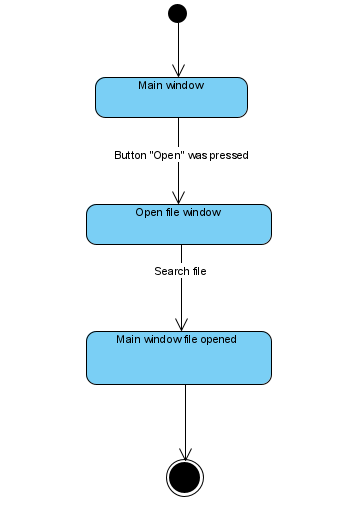 Main window
Button "Open" was pressed
Open file window
Search file
Main window file opened